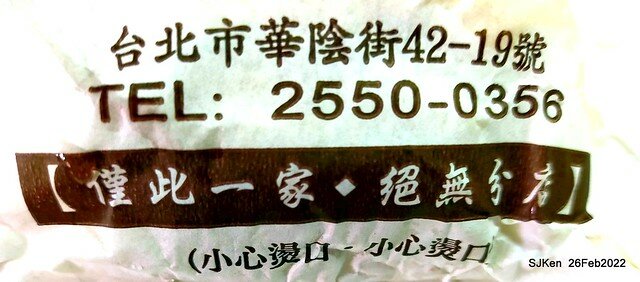 台北市華陰街42-19號
TEL: 2550-0356
【僅此一家◆絕無分店】
(小心燙口-小心燙口
SJKen 26Feb2022